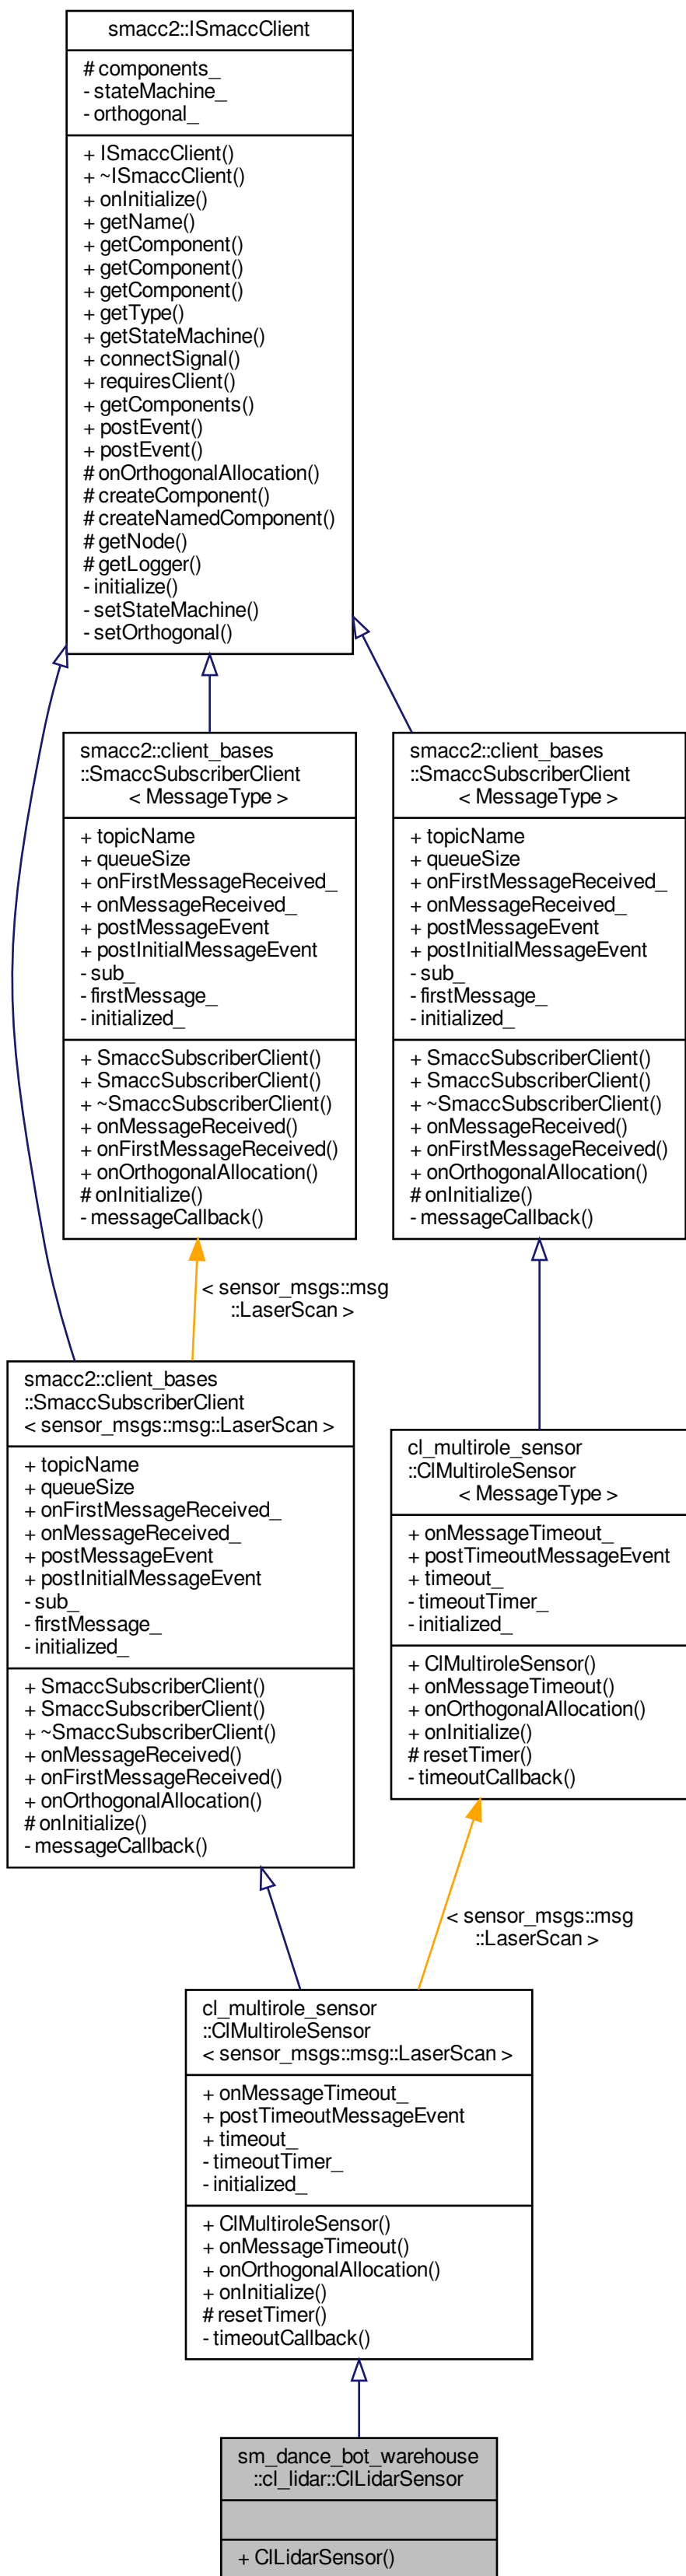 smacc2::ISmaccClient
# components_
- stateMachine_
- orthogonal_
+ ISmaccClient()
+ ~ISmaccClient()
+ onInitialize()
+ getName()
+ getComponent()
+ getComponent()
+ getComponent()
+ getType()
+ getStateMachine()
+ connectSignal()
+ requiresClient()
+ getComponents()
+ postEvent()
+ postEvent()
# onOrthogonalAllocation()
# createComponent()
# createNamedComponent()
# getNode()
# getLogger()
- initialize()
- setStateMachine()
- setOrthogonal()
smacc2::client_bases
::SmaccSubscriberClient
< MessageType >
+ topicName
+ queueSize
+ onFirstMessageReceived_
+ onMessageReceived_
+ postMessageEvent
+ postInitialMessageEvent
- sub_
- firstMessage_
- initialized_
+ SmaccSubscriberClient()
+ SmaccSubscriberClient()
+ ~SmaccSubscriberClient()
+ onMessageReceived()
+ onFirstMessageReceived()
+ onOrthogonalAllocation()
# onInitialize()
- messageCallback()
smacc2::client_bases
::SmaccSubscriberClient
< MessageType >
+ topicName
+ queueSize
+ onFirstMessageReceived_
+ onMessageReceived_
+ postMessageEvent
+ postInitialMessageEvent
- sub_
- firstMessage_
- initialized_
+ SmaccSubscriberClient()
+ SmaccSubscriberClient()
+ ~SmaccSubscriberClient()
+ onMessageReceived()
+ onFirstMessageReceived()
+ onOrthogonalAllocation()
# onInitialize()
- messageCallback()
< sensor_msgs::msg
::LaserScan >
smacc2::client_bases
::SmaccSubscriberClient
< sensor_msgs::msg::LaserScan >
+ topicName
+ queueSize
+ onFirstMessageReceived_
+ onMessageReceived_
+ postMessageEvent
+ postInitialMessageEvent
- sub_
- firstMessage_
- initialized_
+ SmaccSubscriberClient()
+ SmaccSubscriberClient()
+ ~SmaccSubscriberClient()
+ onMessageReceived()
+ onFirstMessageReceived()
+ onOrthogonalAllocation()
# onInitialize()
- messageCallback()
cl_multirole_sensor
::ClMultiroleSensor
< MessageType >
+ onMessageTimeout_
+ postTimeoutMessageEvent
+ timeout_
- timeoutTimer_
- initialized_
+ ClMultiroleSensor()
+ onMessageTimeout()
+ onOrthogonalAllocation()
+ onInitialize()
# resetTimer()
- timeoutCallback()
< sensor_msgs::msg
::LaserScan >
cl_multirole_sensor
::ClMultiroleSensor
< sensor_msgs::msg::LaserScan >
+ onMessageTimeout_
+ postTimeoutMessageEvent
+ timeout_
- timeoutTimer_
- initialized_
+ ClMultiroleSensor()
+ onMessageTimeout()
+ onOrthogonalAllocation()
+ onInitialize()
# resetTimer()
- timeoutCallback()
sm_dance_bot_warehouse
::cl_lidar::ClLidarSensor
+ ClLidarSensor()